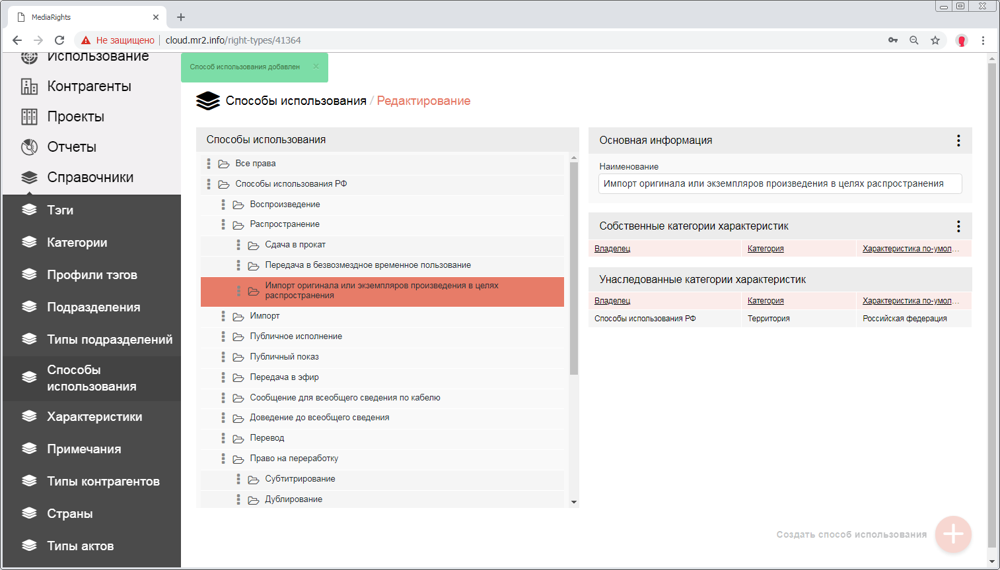 MediaRights
Не защищено
cloud.mr2.info/right-types/41364
Использование
Контрагенты
Проекты
Отчеты
Справочники
Тэги
Категории
Профили тэгов
Подразделения
Типы подразделений
Способы
использования
Характеристики
Примечания
Типы контрагентов
Страны
Типы актов
Способ использования добавлен
Способы использования / Редактирование
Способы использования
Все права
Способы использования РФ
Воспроизведение
Распространение
Сдача в прокат
Передача в безвозмездное временное пользование
Импорт оригинала или экземпляров произведения в целях
распространения
Импорт
Публичное исполнение
Публичный показ
Передача в эфир
Сообщение для всеобщего сведения по кабелю
Доведение до всеобщего сведения
Перевод
Право на переработку
Субтитрирование
Дублирование
Основная информация
Наименование
Импорт оригинала или экземпляров произведения в целях распространения
Собственные категории характеристик
Владелец Категория Характеристика по-умол...
Унаследованные категории характеристик
Владелец Категория Характеристика по-умол...
Способы использования РФ Территория Российская федерация
Создать способ использования